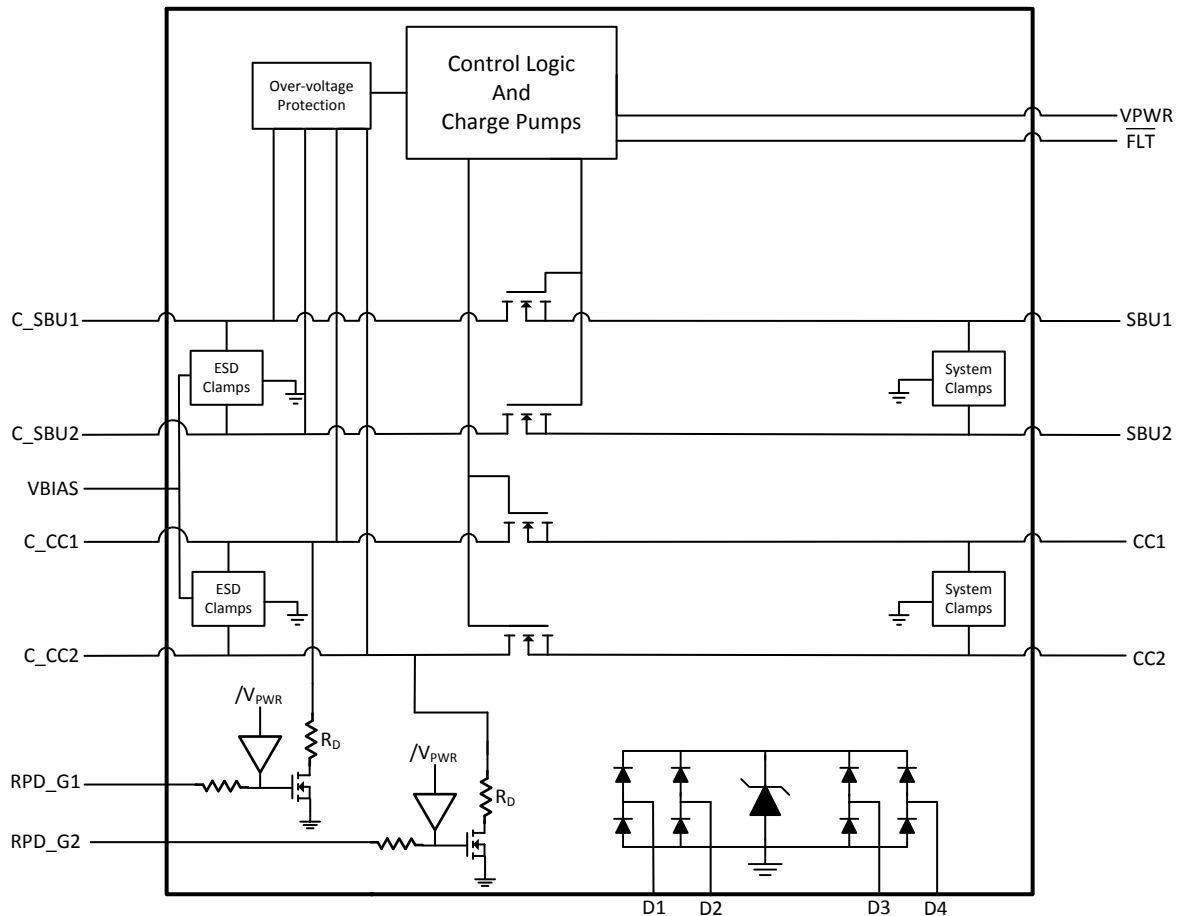 Control Logic
And
Charge Pumps
Over-voltage
Protection
VPWR
FLT
C_SBU1
SBU1
ESD
Clamps
System
Clamps
C_SBU2
SBU2
VBIAS
C_CC1
CC1
ESD
Clamps
System
Clamps
C_CC2
CC2
/VPWR
RD
/VPWR
RPD_G1
RD
RPD_G2
D1
D2
D3
D4